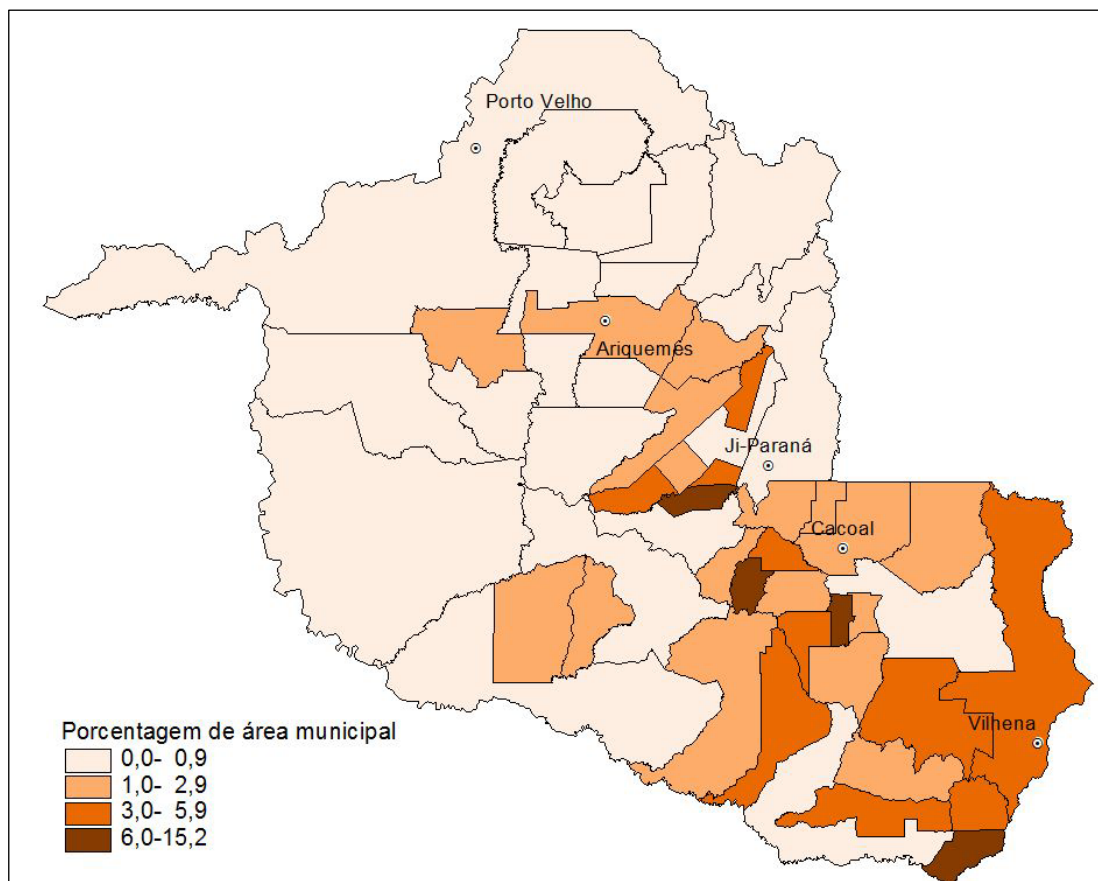 Porto Velho
Ariquemes
Ji-Paraná
Cacoal
Vilhena
Porcentagem de área municipal
0,0- 0,9
1,0- 2,9
3,0- 5,9
6,0-15,2